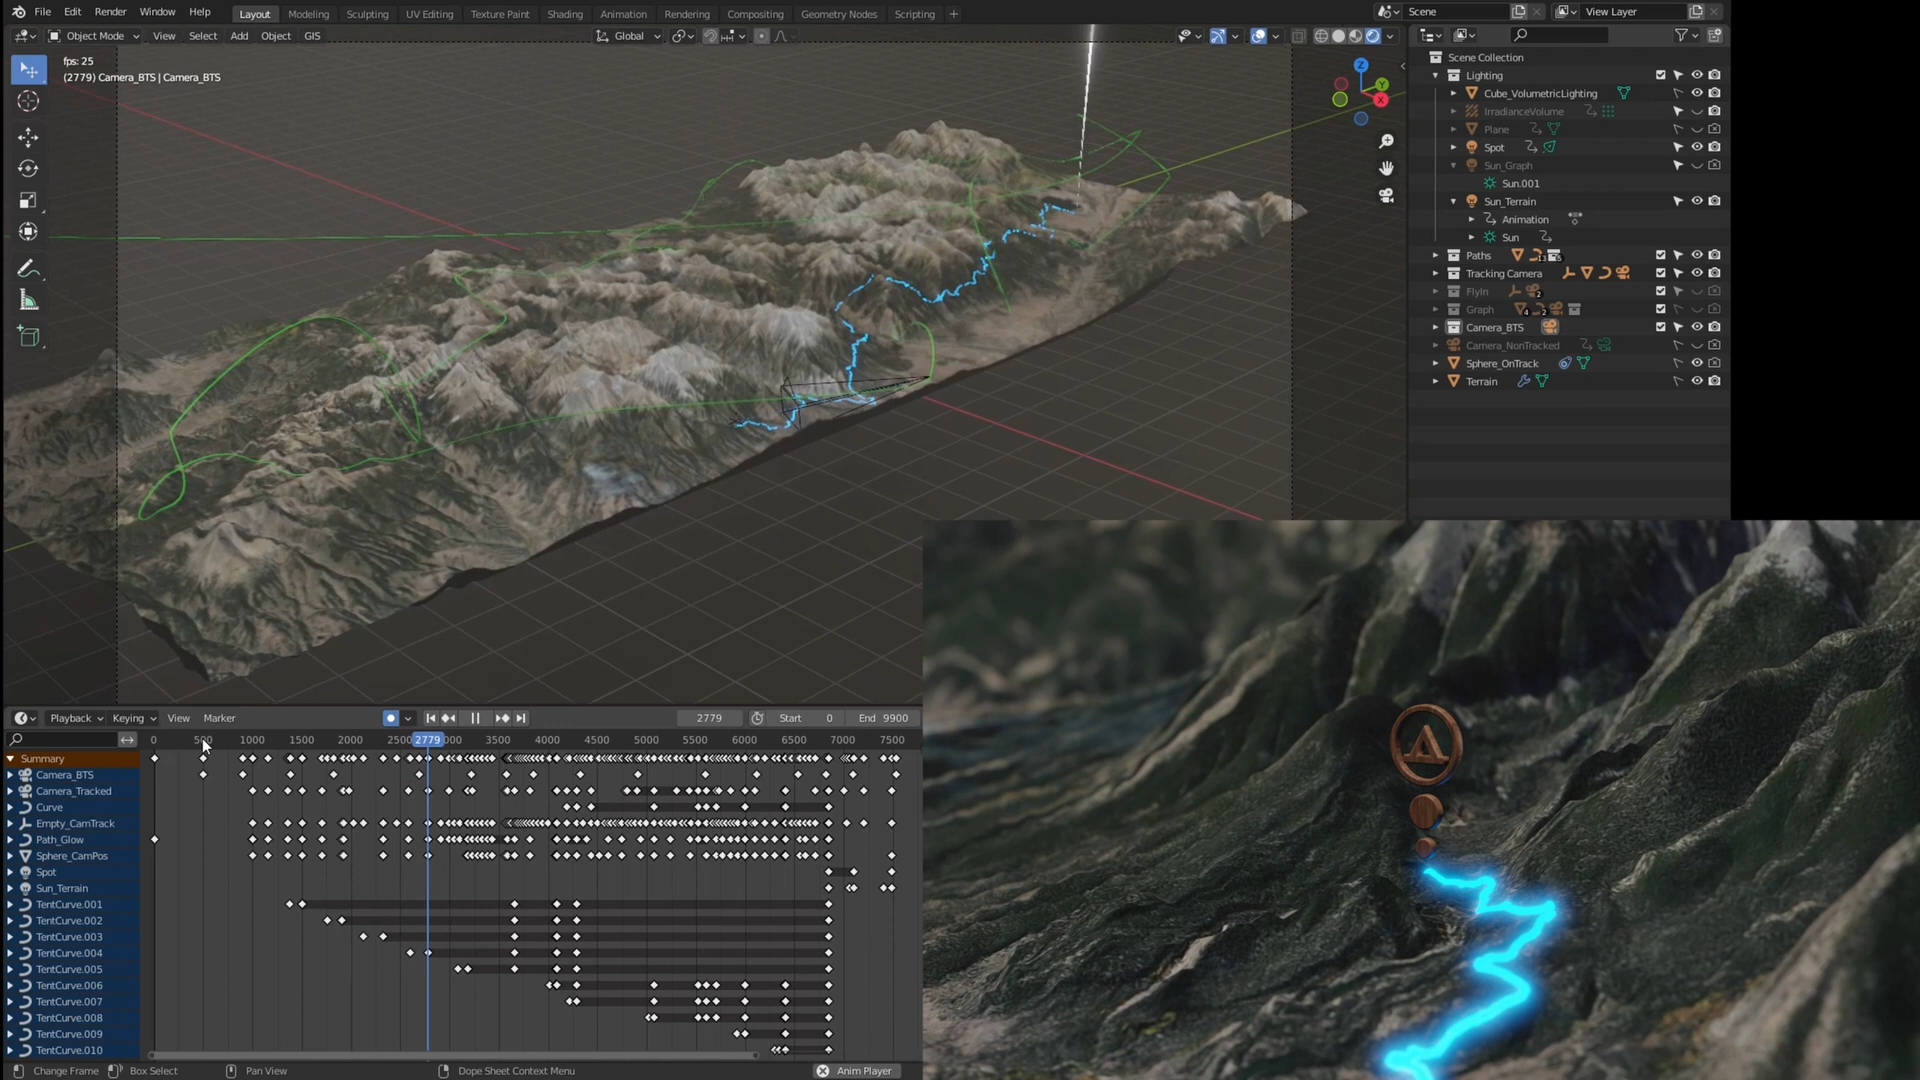 File Edit Render Window Help Layout Modeling Sculpting UV Editing Texture Paint Shading Animation Rendering Compositing Geometry Nodes Scripting + Scene View Layer
Object Mode View Select Add Object GIS Global
fps: 25
(2779) Camera_BTS | Camera_BTS
Z
Y
X
Scene Collection
Lighting
Cube_VolumetricLighting
IrradianceVolume
Plane
Spot
Sun_Graph
Sun.001
Sun_Terrain
Animation
Sun
Paths
Tracking Camera
FlyIn
Graph
Camera_BTS
Camera_NonTracked
Sphere_OnTrack
Terrain
Playback Keying View Marker 2779 Start 0 End 9900
0 500 1000 1500 2000 2500 2779 3500 4000 4500 5000 5500 6000 6500 7000 7500
Summary
Camera_BTS
Camera_Tracked
Curve
Empty_CamTrack
Path_Glow
Sphere_CamPos
Spot
Sun_Terrain
TentCurve.001
TentCurve.002
TentCurve.003
TentCurve.004
TentCurve.005
TentCurve.006
TentCurve.007
TentCurve.008
TentCurve.009
TentCurve.010
Change Frame Box Select Pan View Dope Sheet Context Menu Anim Player